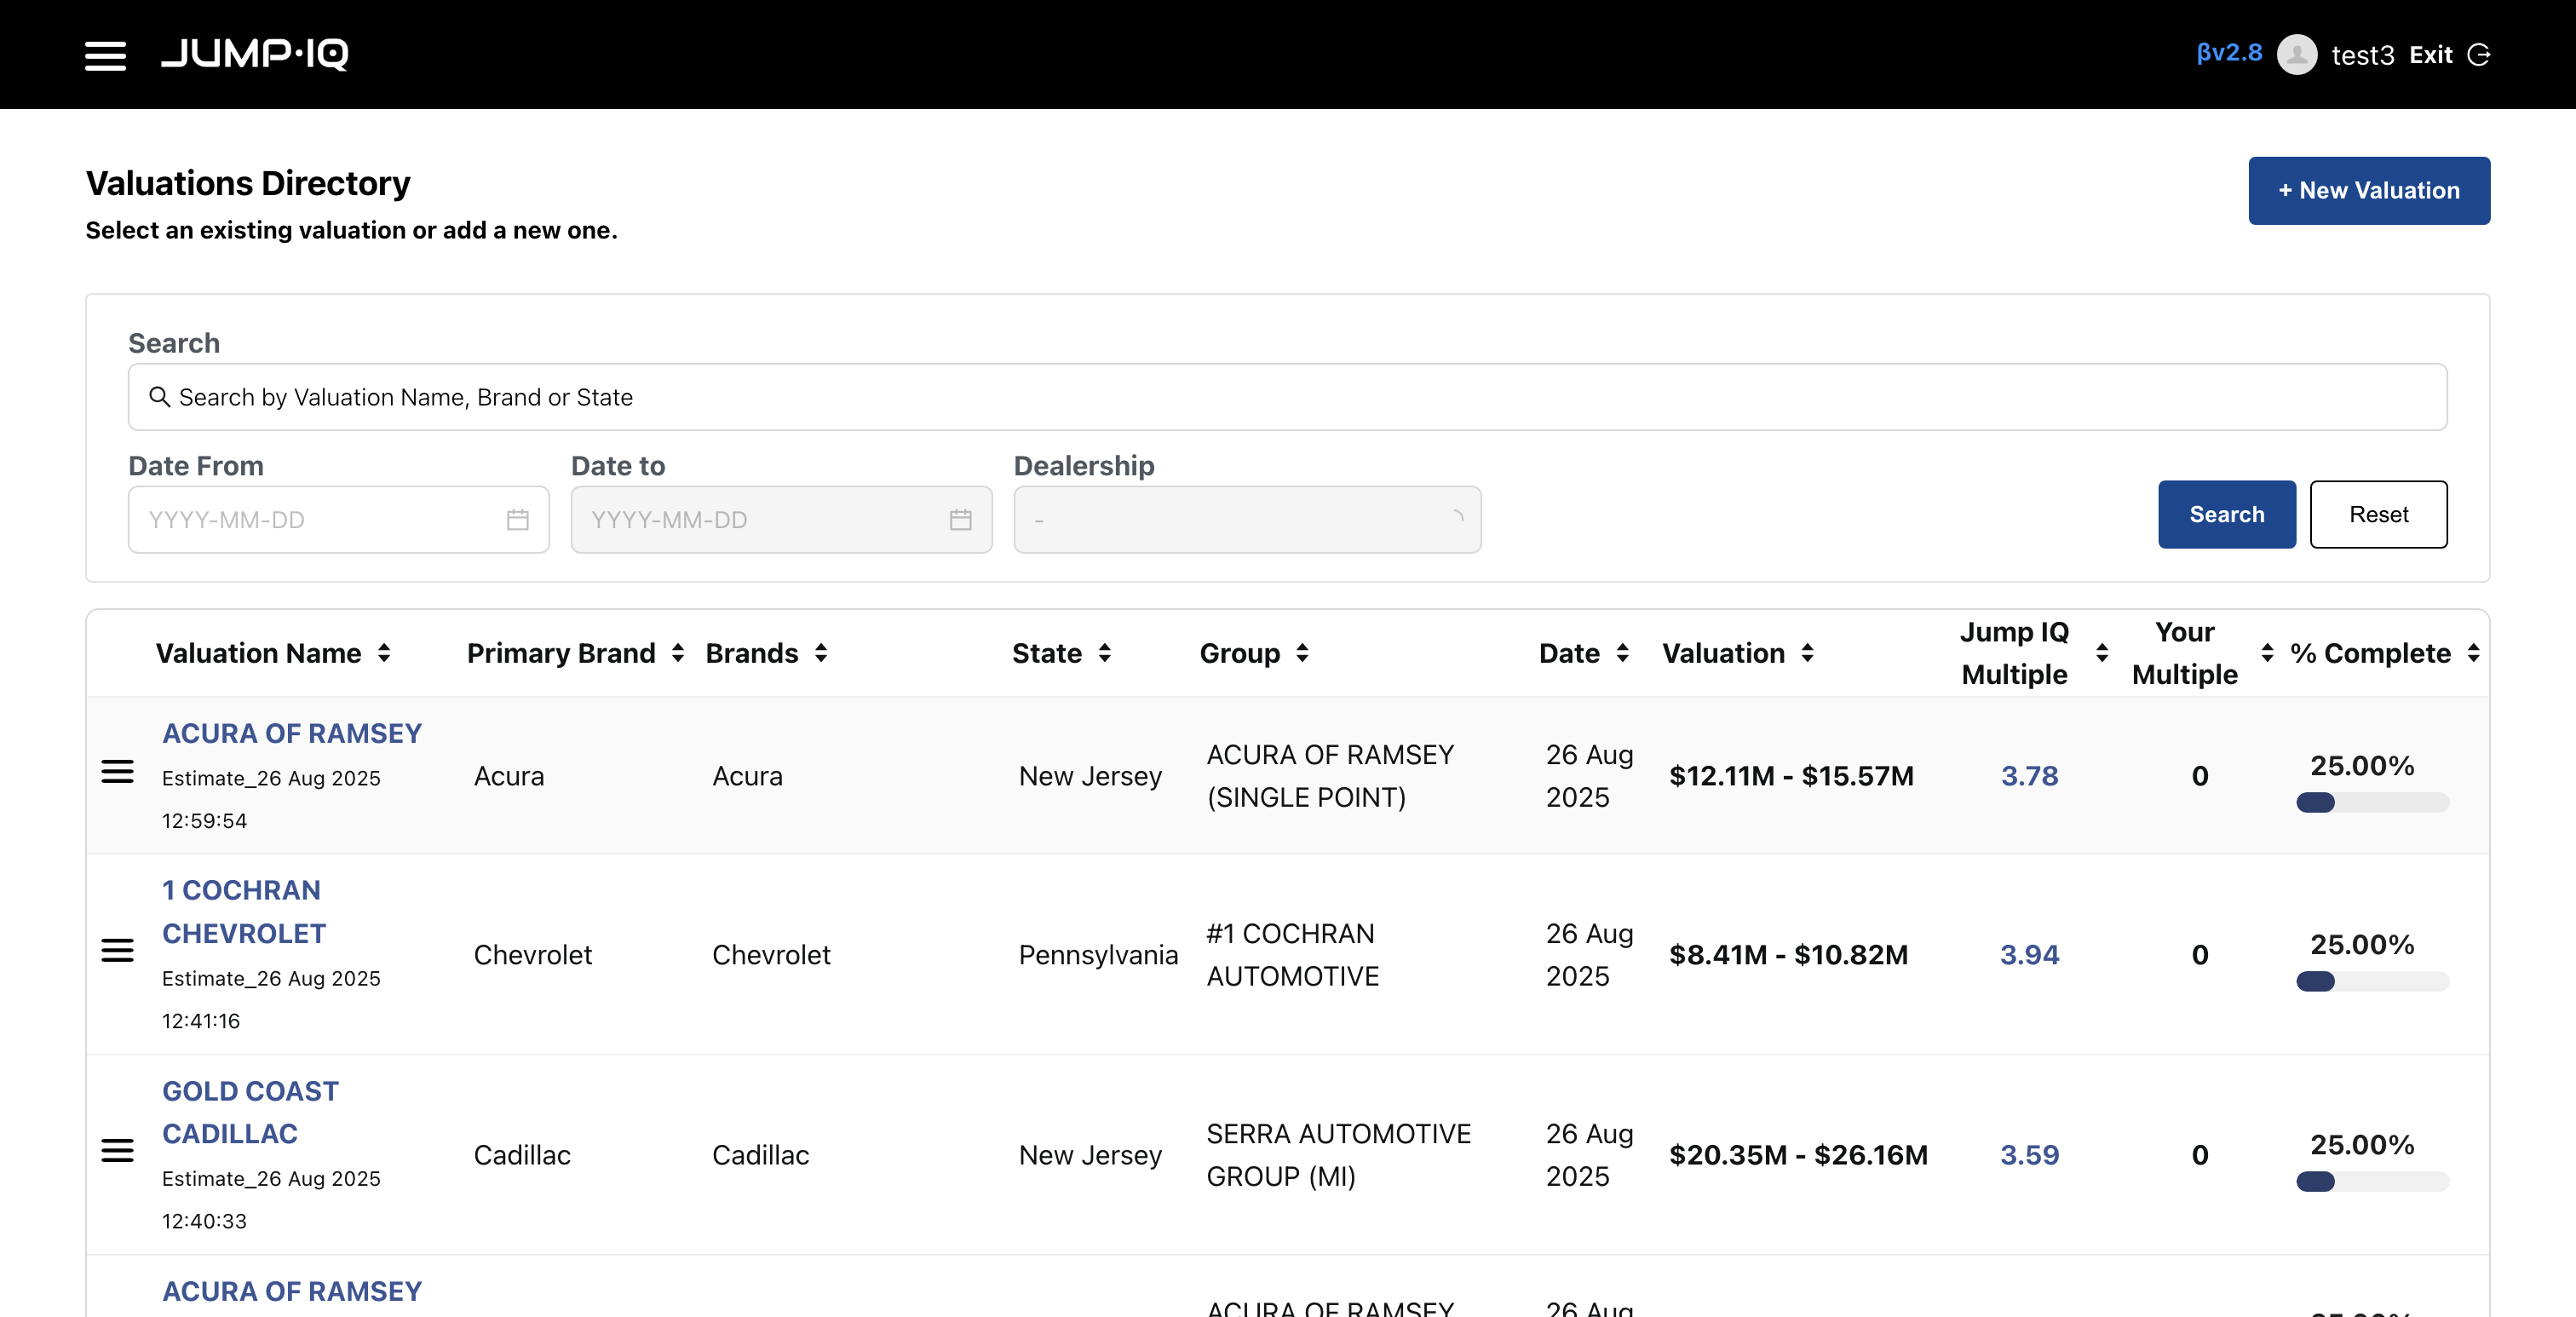 JUMP·IQ
βv2.8 test3 Exit
Valuations Directory
Select an existing valuation or add a new one.
+ New Valuation
Search
Search by Valuation Name, Brand or State
Date From Date to Dealership
YYYY-MM-DD YYYY-MM-DD -
Search Reset
Valuation Name Primary Brand Brands State Group Date Valuation Jump IQ Multiple Your Multiple % Complete
ACURA OF RAMSEY
Estimate_26 Aug 2025
12:59:54
Acura
Acura
New Jersey
ACURA OF RAMSEY
(SINGLE POINT)
26 Aug
2025
$12.11M - $15.57M
3.78
0
25.00%
1 COCHRAN
CHEVROLET
Estimate_26 Aug 2025
12:41:16
Chevrolet
Chevrolet
Pennsylvania
#1 COCHRAN
AUTOMOTIVE
26 Aug
2025
$8.41M - $10.82M
3.94
0
25.00%
GOLD COAST
CADILLAC
Estimate_26 Aug 2025
12:40:33
Cadillac
Cadillac
New Jersey
SERRA AUTOMOTIVE
GROUP (MI)
26 Aug
2025
$20.35M - $26.16M
3.59
0
25.00%
ACURA OF RAMSEY
ACURA OF RAMSEY
26 Aug